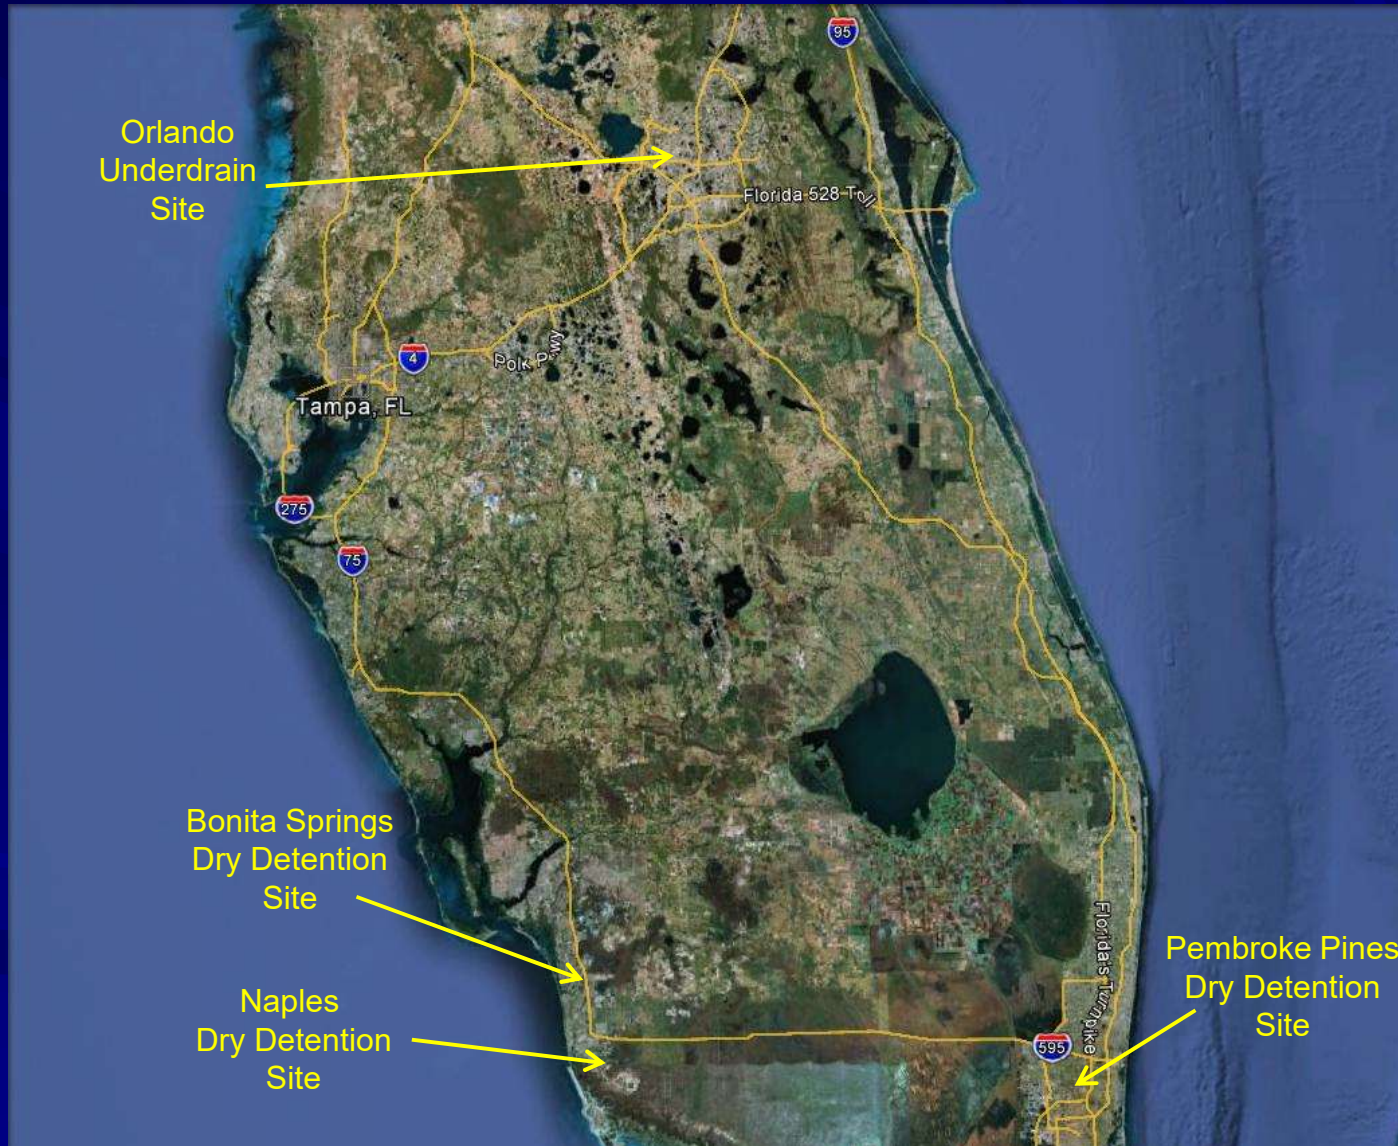 95
Orlando
Underdrain
Site
Florida 528 Toll
4
Polk Pkwy
Tampa, FL
275
75
Bonita Springs
Dry Detention
Site
Florida's Turnpike
Pembroke Pines
Dry Detention
Site
Naples
Dry Detention
Site
595